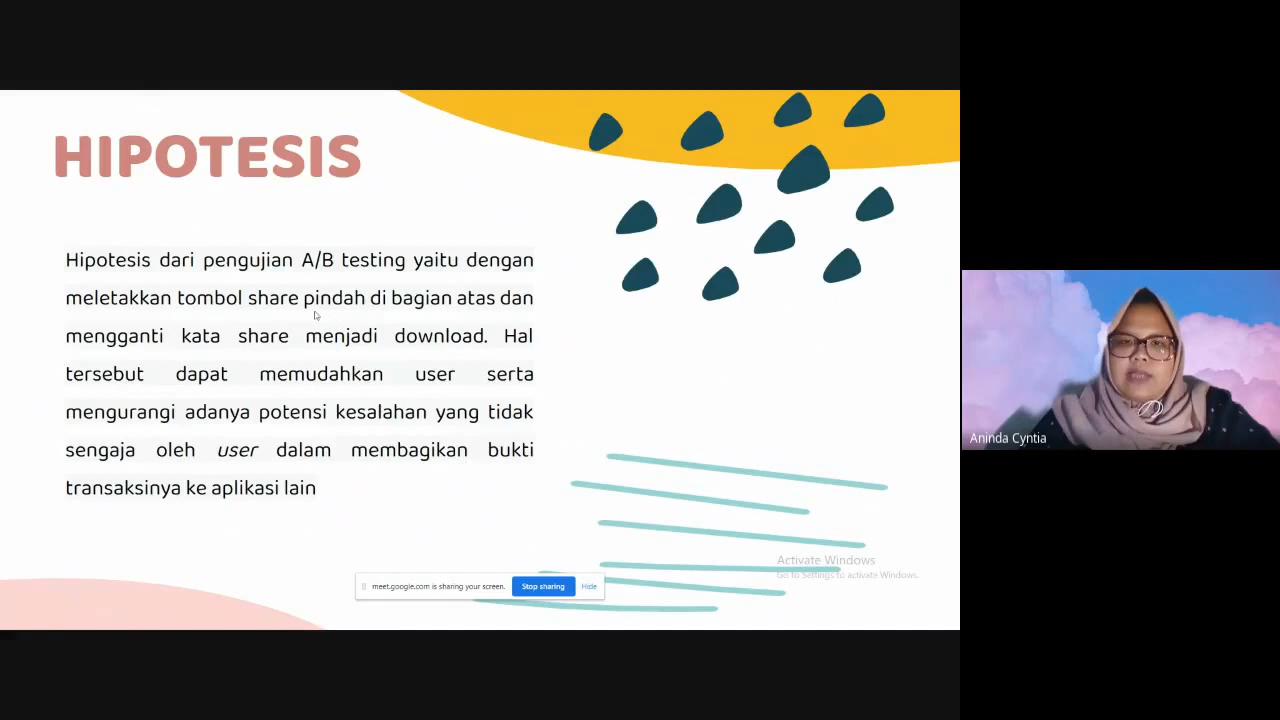 HIPOTESIS
Hipotesis dari pengujian A/B testing yaitu dengan
meletakkan tombol share pindah di bagian atas dan
mengganti kata share menjadi download. Hal
tersebut dapat memudahkan user serta
mengurangi adanya potensi kesalahan yang tidak
sengaja oleh user dalam membagikan bukti
transaksinya ke aplikasi lain
Activate Windows
Go to Settings to activate Windows.
meet.google.com is sharing your screen.
Stop sharing
Hide
Aninda Cyntia